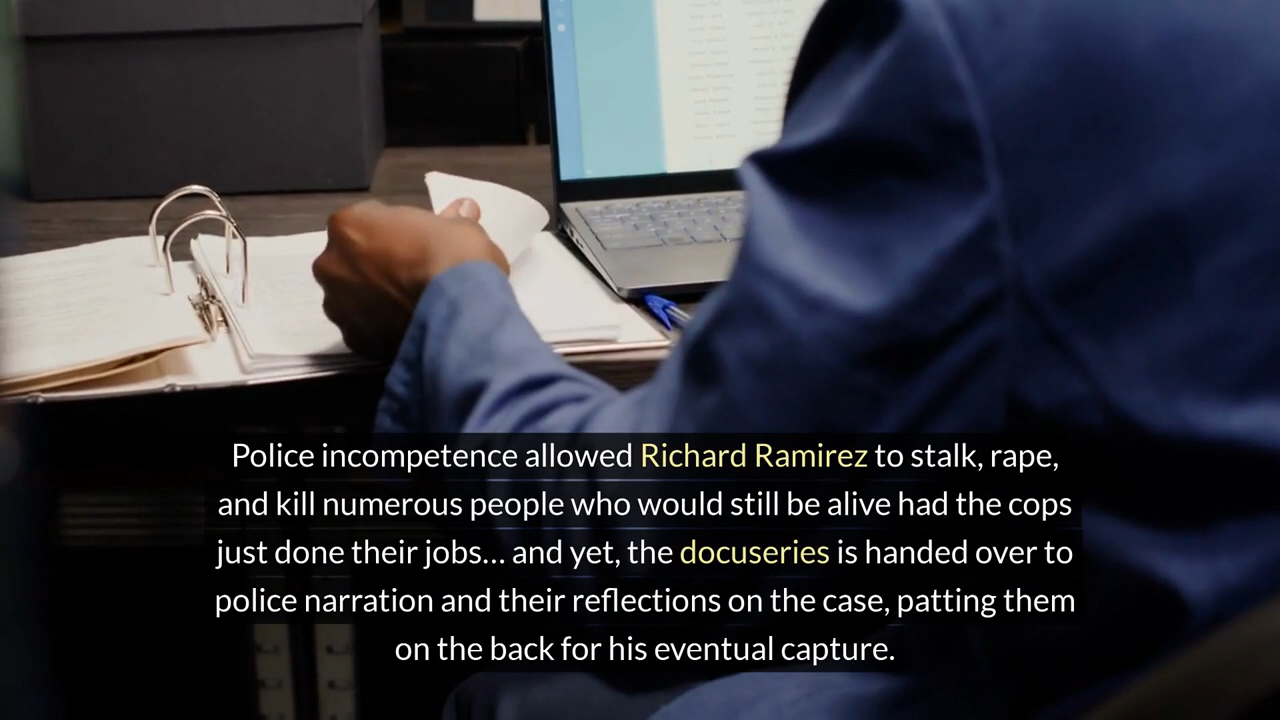 Police incompetence allowed Richard Ramirez to stalk, rape,
and kill numerous people who would still be alive had the cops
just done their jobs... and yet, the docuseries is handed over to
police narration and their reflections on the case, patting them
on the back for his eventual capture.